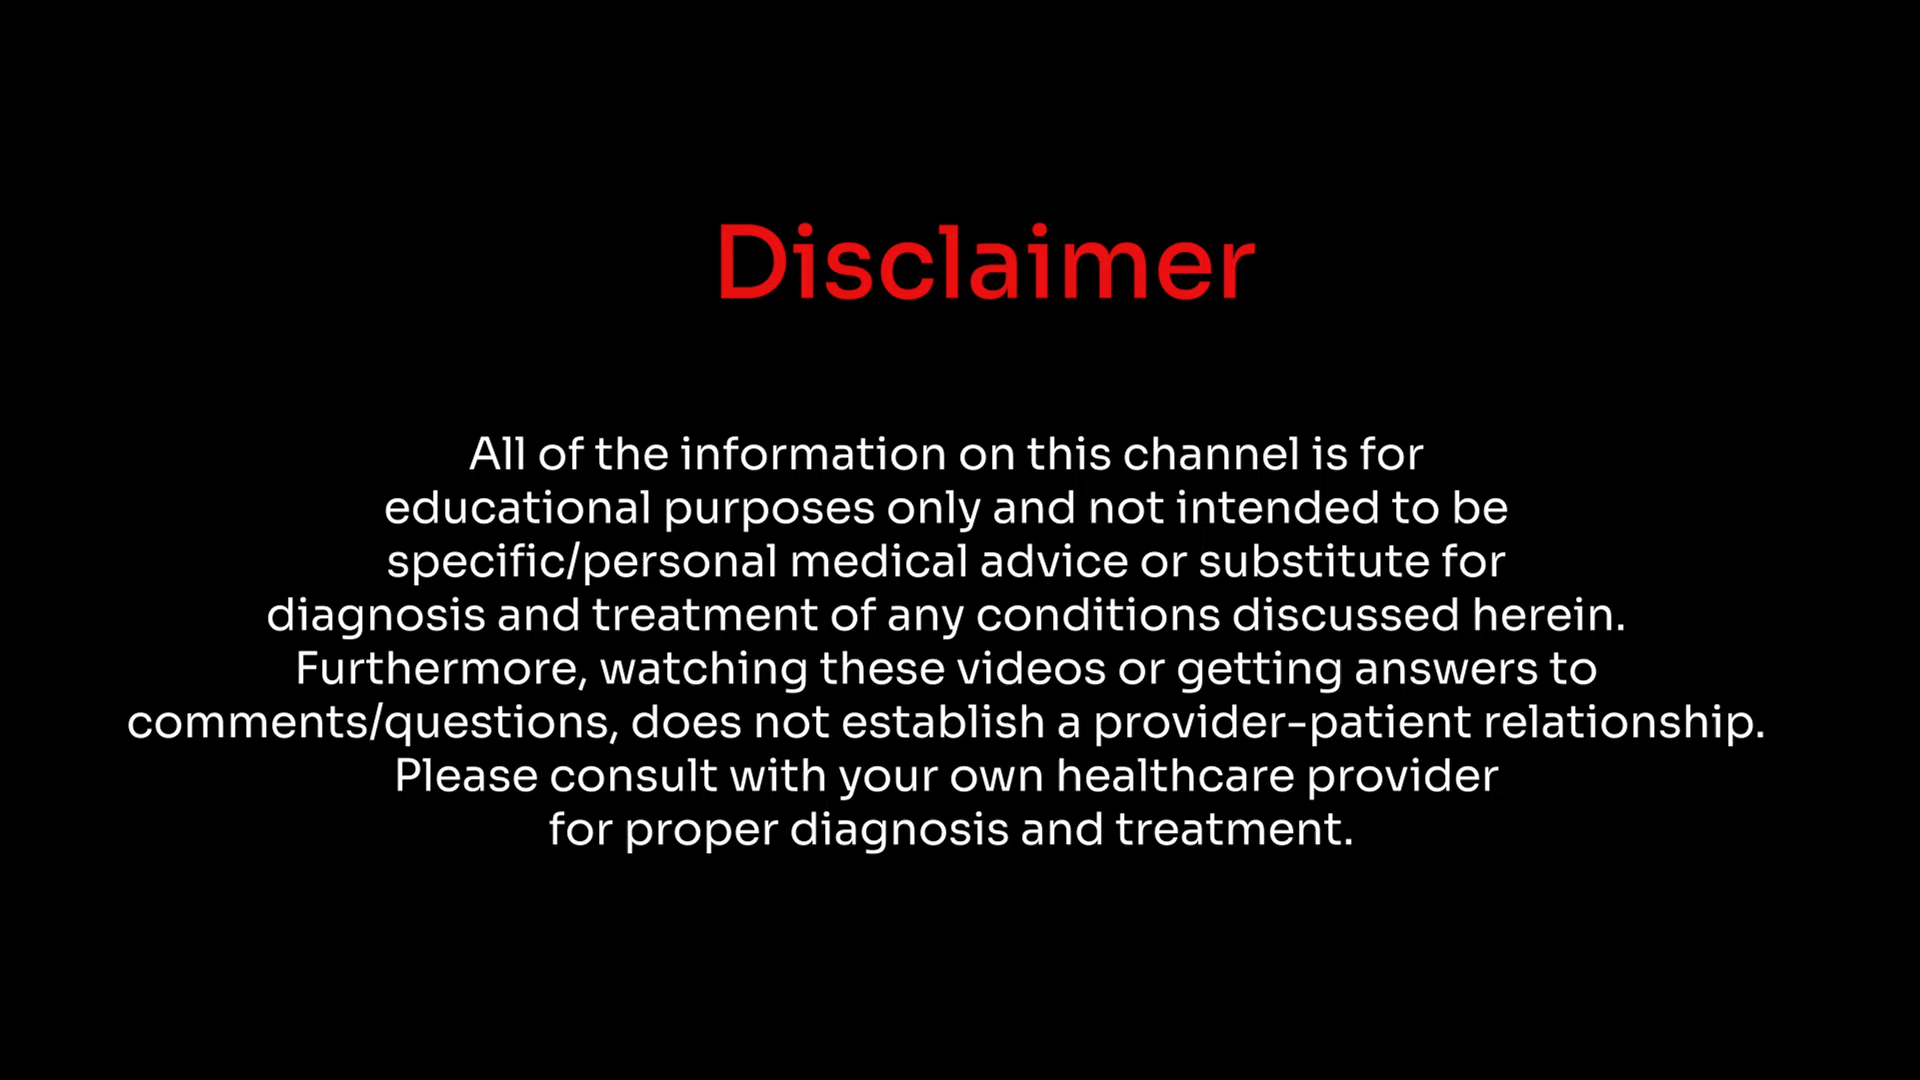 Disclaimer
All of the information on this channel is for
educational purposes only and not intended to be
specific/personal medical advice or substitute for
diagnosis and treatment of any conditions discussed herein.
Furthermore, watching these videos or getting answers to
comments/questions, does not establish a provider-patient relationship.
Please consult with your own healthcare provider
for proper diagnosis and treatment.